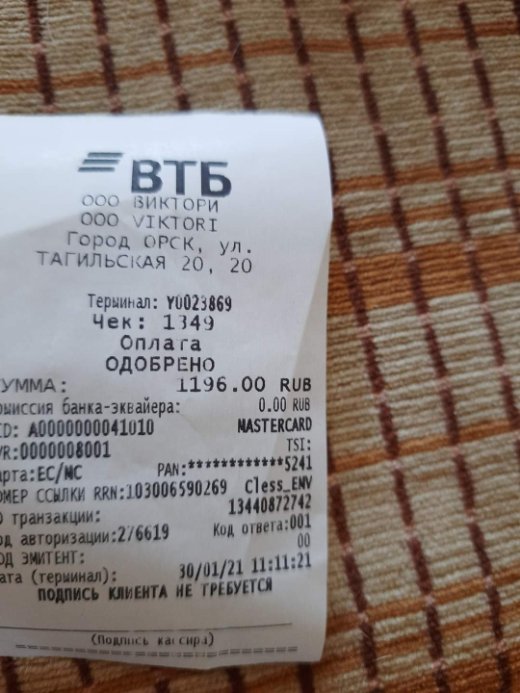 ВТБ
ООО ВИКТОРИ
ООО VIKTORI
Город ОРСК, ул.
ТАГИЛЬСКАЯ 20, 20
Терминал: Y0023869
Чек: 1349
Оплата
ОДОБРЕНО
УММА: 1196.00 RUB
омиссия банка-эквайера: 0.00 RUB
ID: A0000000041010 MASTERCARD
VR:0000008001 TSI:
арта:EC/MC PAN:************5241
ОМЕР ССЫЛКИ RRN:103006590269 Cless_ENV
транзакции: 13440872742
од авторизации:276619 Код ответа:001
ОД ЭМИТЕНТ: 00
ата (терминал): 30/01/21 11:11:21
ПОДПИСЬ КЛИЕНТА НЕ ТРЕБУЕТСЯ
(Подпись кассира)